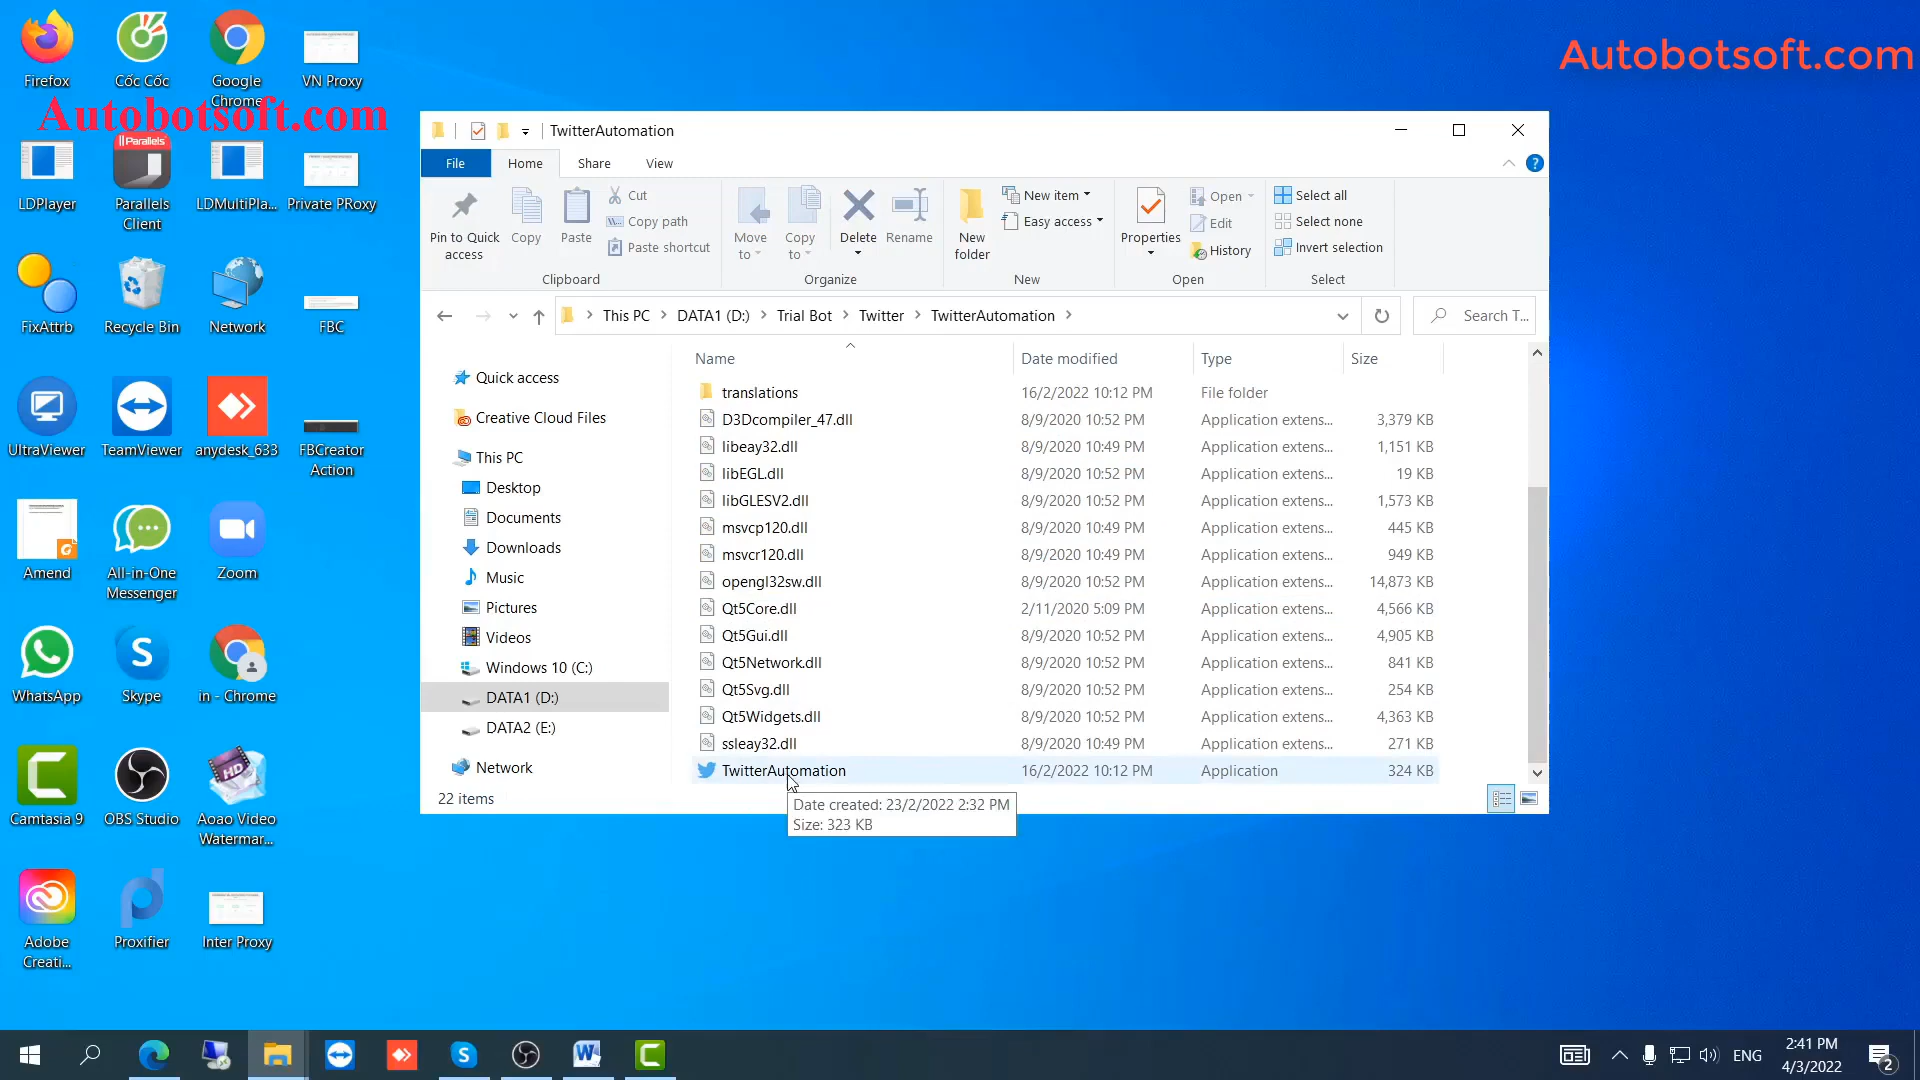 Autobotsoft.com
Autobotsoft.com
Firefox
Cốc Cốc
Google
Chrome
VN Proxy
LDPlayer
Parallels
Parallels
Client
LDMultiPla...
Private PRoxy
FixAttrb
Recycle Bin
Network
FBC
UltraViewer
TeamViewer
anydesk_633
FBCreator
Action
Amend
All-in-One
Messenger
Zoom
WhatsApp
Skype
in - Chrome
Camtasia 9
OBS Studio
HD
Aoao Video
Watermar...
Adobe
Creati...
Proxifier
Inter Proxy
TwitterAutomation
File
Home
Share
View
Pin to Quick
access
Copy
Paste
Cut
Copy path
Paste shortcut
Clipboard
Move
to
Copy
to
Delete
Rename
Organize
New
folder
New item
Easy access
New
Properties
Open
Edit
History
Open
Select all
Select none
Invert selection
Select
This PC
DATA1 (D:)
Trial Bot
Twitter
TwitterAutomation
Search T...
Quick access
Creative Cloud Files
This PC
Desktop
Documents
Downloads
Music
Pictures
Videos
Windows 10 (C:)
DATA1 (D:)
DATA2 (E:)
Network
22 items
Name Date modified Type Size
translations 16/2/2022 10:12 PM File folder
D3Dcompiler_47.dll 8/9/2020 10:52 PM Application extens... 3,379 KB
libeay32.dll 8/9/2020 10:49 PM Application extens... 1,151 KB
libEGL.dll 8/9/2020 10:52 PM Application extens... 19 KB
libGLESV2.dll 8/9/2020 10:52 PM Application extens... 1,573 KB
msvcp120.dll 8/9/2020 10:49 PM Application extens... 445 KB
msvcr120.dll 8/9/2020 10:49 PM Application extens... 949 KB
opengl32sw.dll 8/9/2020 10:52 PM Application extens... 14,873 KB
Qt5Core.dll 2/11/2020 5:09 PM Application extens... 4,566 KB
Qt5Gui.dll 8/9/2020 10:52 PM Application extens... 4,905 KB
Qt5Network.dll 8/9/2020 10:52 PM Application extens... 841 KB
Qt5Svg.dll 8/9/2020 10:52 PM Application extens... 254 KB
Qt5Widgets.dll 8/9/2020 10:52 PM Application extens... 4,363 KB
ssleay32.dll 8/9/2020 10:49 PM Application extens... 271 KB
TwitterAutomation 16/2/2022 10:12 PM Application 324 KB
Date created: 23/2/2022 2:32 PM
Size: 323 KB
ENG
2:41 PM
4/3/2022
2